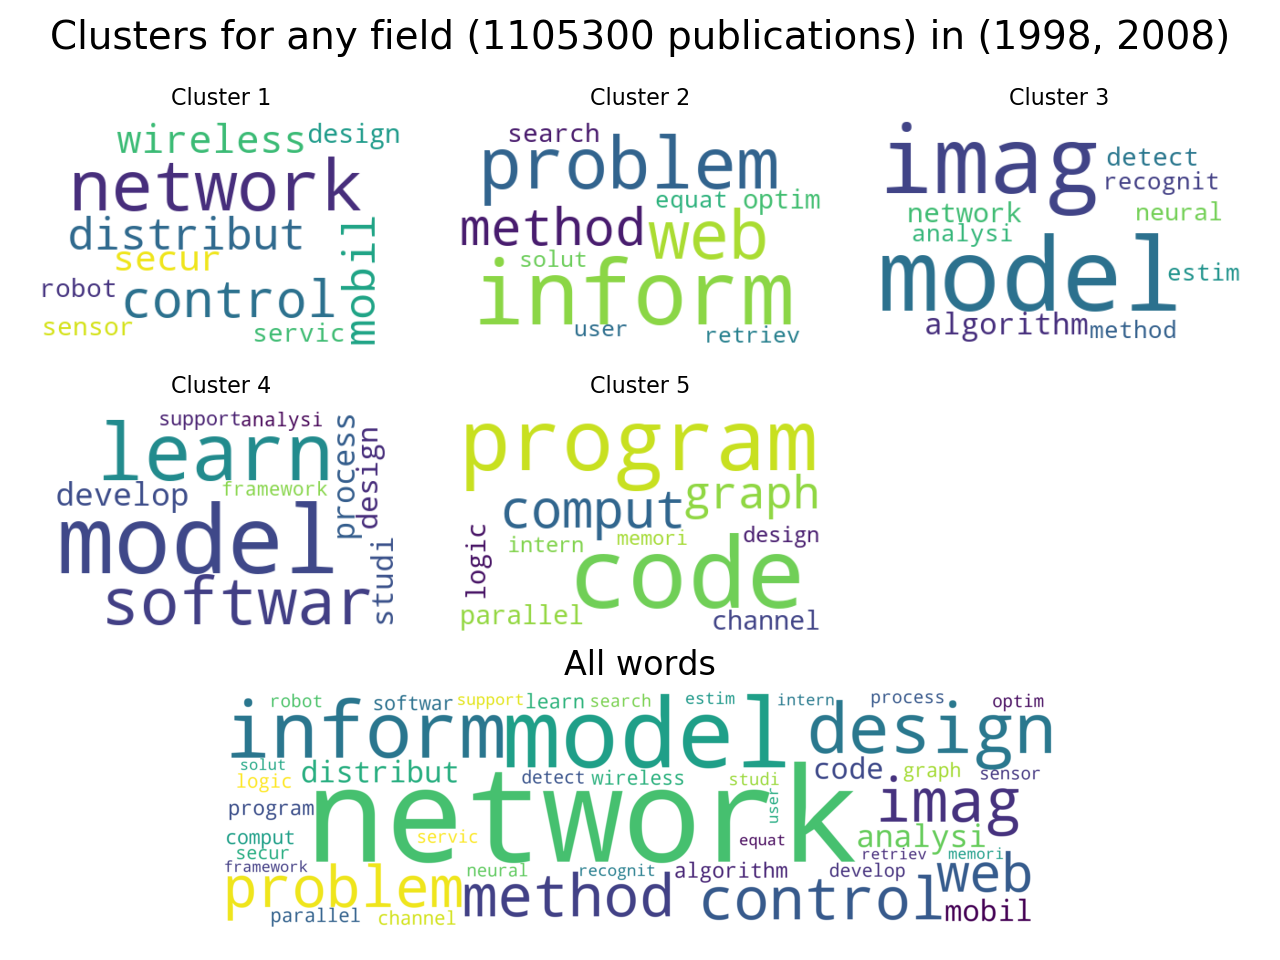 Clusters for any field (1105300 publications) in (1998, 2008)
Cluster 1
wireless design
network
distribut
secur
robot control
sensor
servic
mobil
Cluster 2
search
problem
equat optim
method web
solut
inform
user
retriev
Cluster 3
imag
detect
recognit
network neural
analysi
model estim
algorithm method
Cluster 4
support analysi
learn
process
design
develop framework
model
softwar studi
Cluster 5
program
graph
comput
logic
intern memori design
code
parallel
channel
All words
robot softwar support learn search estim intern process optim
inform model design
solut distribut detect wireless studi code graph sensor
logic
network user imag
program
comput servic equat analysi
secur retriev memori
framework neural recognit algorithm develop web
problem method control
parallel channel mobil